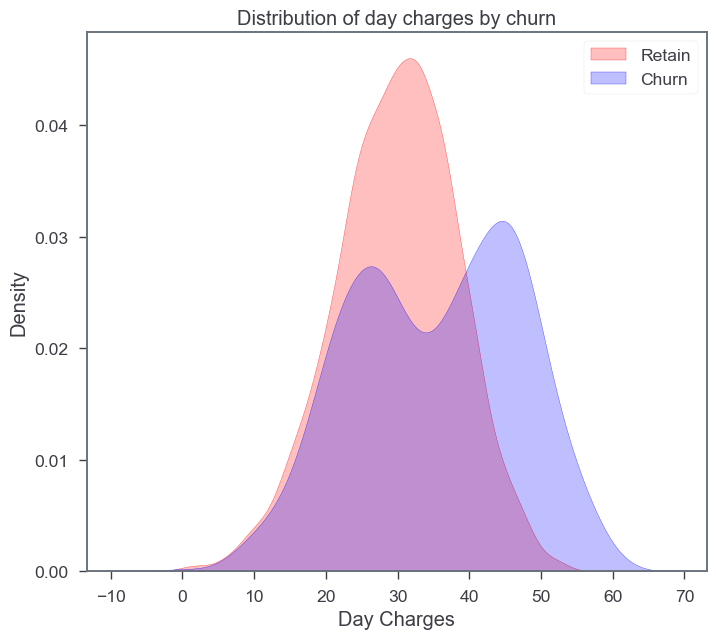 Distribution of day charges by churn
Retain
Churn
0.04
0.03
0.02
0.01
0.00
Density
−10 0 10 20 30 40 50 60 70
Day Charges